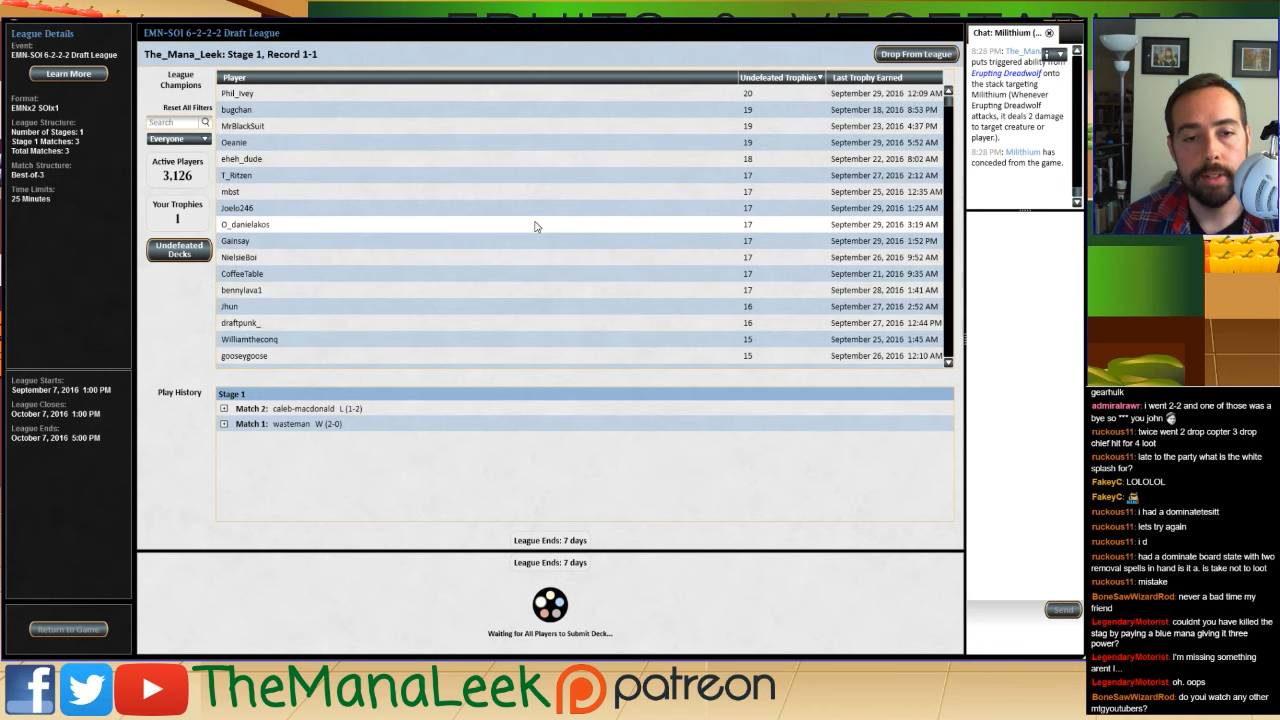 FRUITS & VEGETABLES
League Details
Event:
EMN-SOI 6-2-2-2 Draft League
Learn More
Format:
EMNx2 SOIx1
League Structure:
Number of Stages: 1
Stage 1 Matches: 3
Total Matches: 3
Match Structure:
Best-of-3
Time Limits:
25 Minutes
League Starts:
September 7, 2016 1:00 PM
League Closes:
October 7, 2016 1:00 PM
League Ends:
October 7, 2016 5:00 PM
Return to Game
EMN-SOI 6-2-2-2 Draft League
The_Mana_Leek: Stage 1, Record 1-1
Drop From League
League
Champions
Reset All Filters
Search
Everyone
Active Players
3,126
Your Trophies
1
Undefeated
Decks
Player Undefeated Trophies Last Trophy Earned
Phil_Ivey 20 September 29, 2016 12:09 AM
bugchan 19 September 18, 2016 8:53 PM
MrBlackSuit 19 September 23, 2016 4:37 PM
Oeanie 19 September 29, 2016 5:52 AM
eheh_dude 18 September 22, 2016 8:02 AM
T_Ritzen 17 September 27, 2016 2:12 AM
mbst 17 September 25, 2016 12:35 AM
Joelo246 17 September 29, 2016 1:25 AM
O_danielakos 17 September 29, 2016 3:19 AM
Gainsay 17 September 29, 2016 1:52 PM
NielsieBoi 17 September 26, 2016 9:52 AM
CoffeeTable 17 September 21, 2016 9:35 AM
bennylava1 17 September 28, 2016 1:41 AM
Jhun 16 September 27, 2016 2:52 AM
draftpunk_ 16 September 27, 2016 12:44 PM
Williamtheconq 15 September 25, 2016 1:45 AM
gooseygoose 15 September 26, 2016 12:10 AM
Play History
Stage 1
Match 2: caleb-macdonald L (1-2)
Match 1: wasteman W (2-0)
League Ends: 7 days
League Ends: 7 days
Waiting for All Players to Submit Deck...
Chat: Milithium (...
8:28 PM: The_Mana
puts triggered ability from
Erupting Dreadwolf onto
the stack targeting
Milithium (Whenever
Erupting Dreadwolf
attacks, it deals 2 damage
to target creature or
player.).
8:28 PM: Milithium has
conceded from the game.
Send
gearhulk
admiralrawr: i went 2-2 and one of those was a
bye so *** you john
ruckous11: twice went 2 drop copter 3 drop
chief hit for 4 loot
ruckous11: late to the party what is the white
splash for?
FakeyC: LOLOLOL
FakeyC:
ruckous11: i had a dominatetesitt
ruckous11: lets try again
ruckous11: i d
ruckous11: had a dominate board state with two
removal spells in hand is it a. is take not to loot
ruckous11: mistake
BoneSawWizardRod: never a bad time my
friend
LegendaryMotorist: couldnt you have killed the
stag by paying a blue mana giving it three
power?
LegendaryMotorist: I'm missing something
arent I...
LegendaryMotorist: oh. oops
BoneSawWizardRod: do youi watch any other
mtgyoutubers?
TheManaLeek patreon